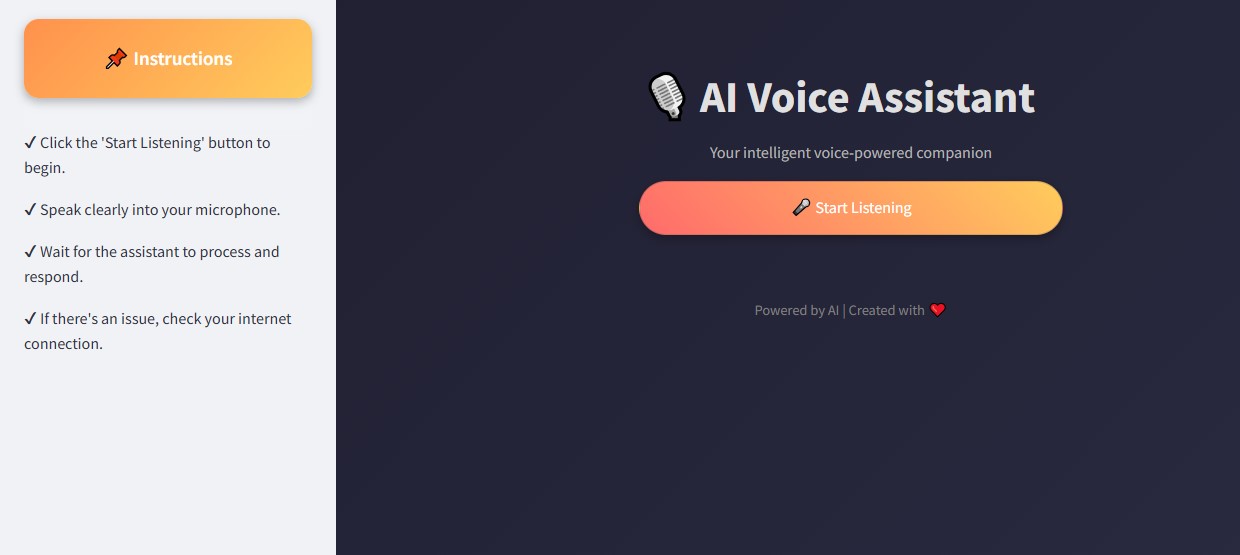 📌 Instructions
✓ Click the 'Start Listening' button to
begin.
✓ Speak clearly into your microphone.
✓ Wait for the assistant to process and
respond.
✓ If there's an issue, check your internet
connection.
🎙️ AI Voice Assistant
Your intelligent voice-powered companion
🎤 Start Listening
Powered by AI | Created with ❤️